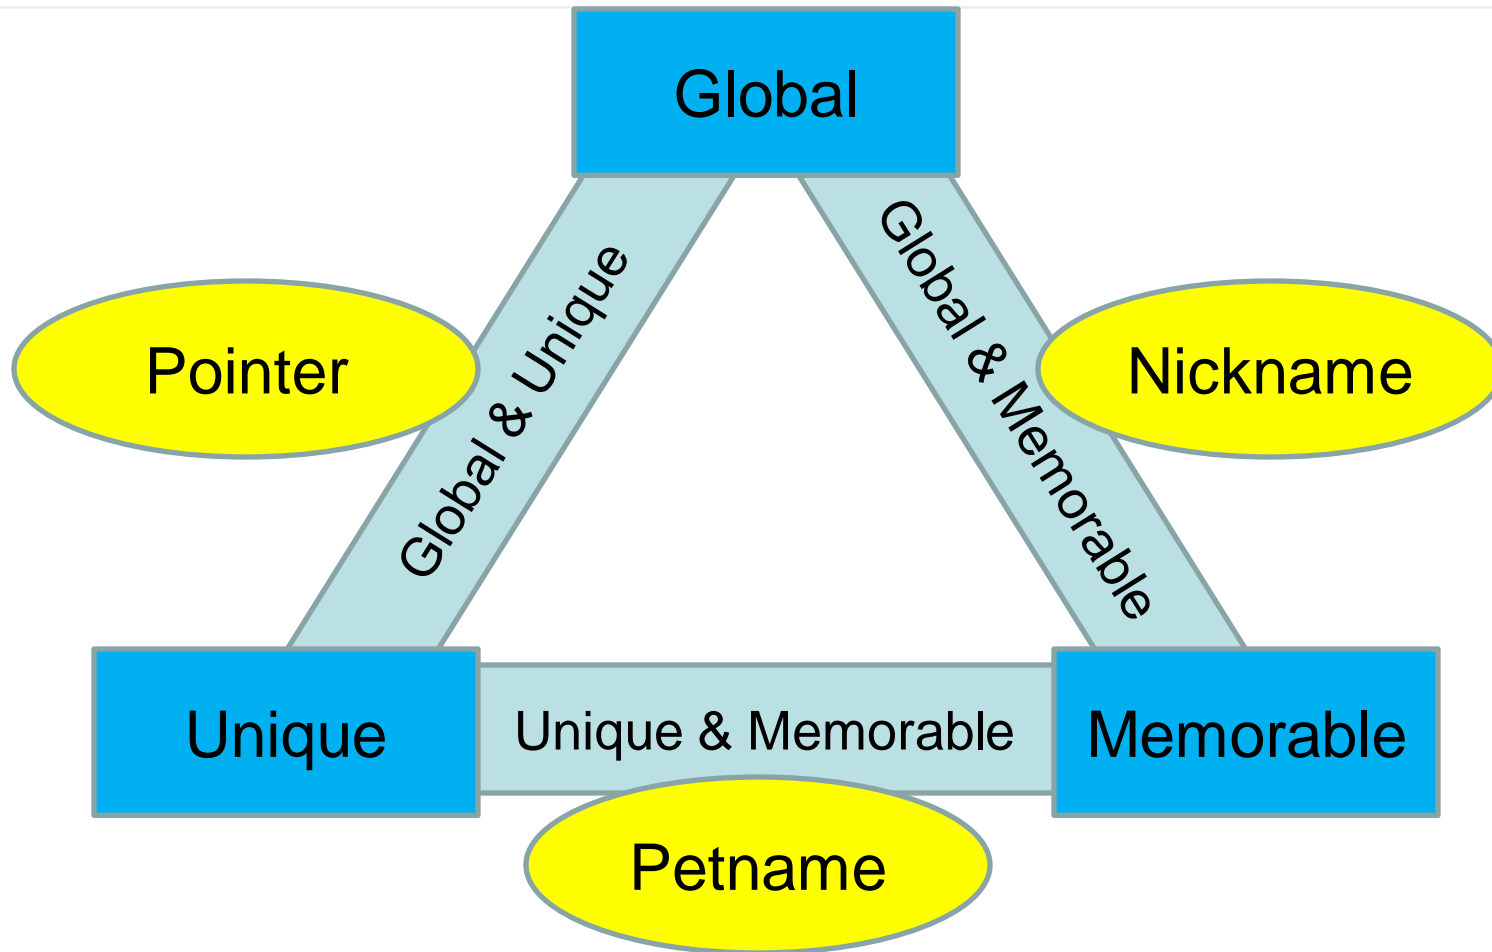 Global
Global & Unique
Global & Memorable
Pointer
Nickname
Unique
Unique & Memorable
Memorable
Petname